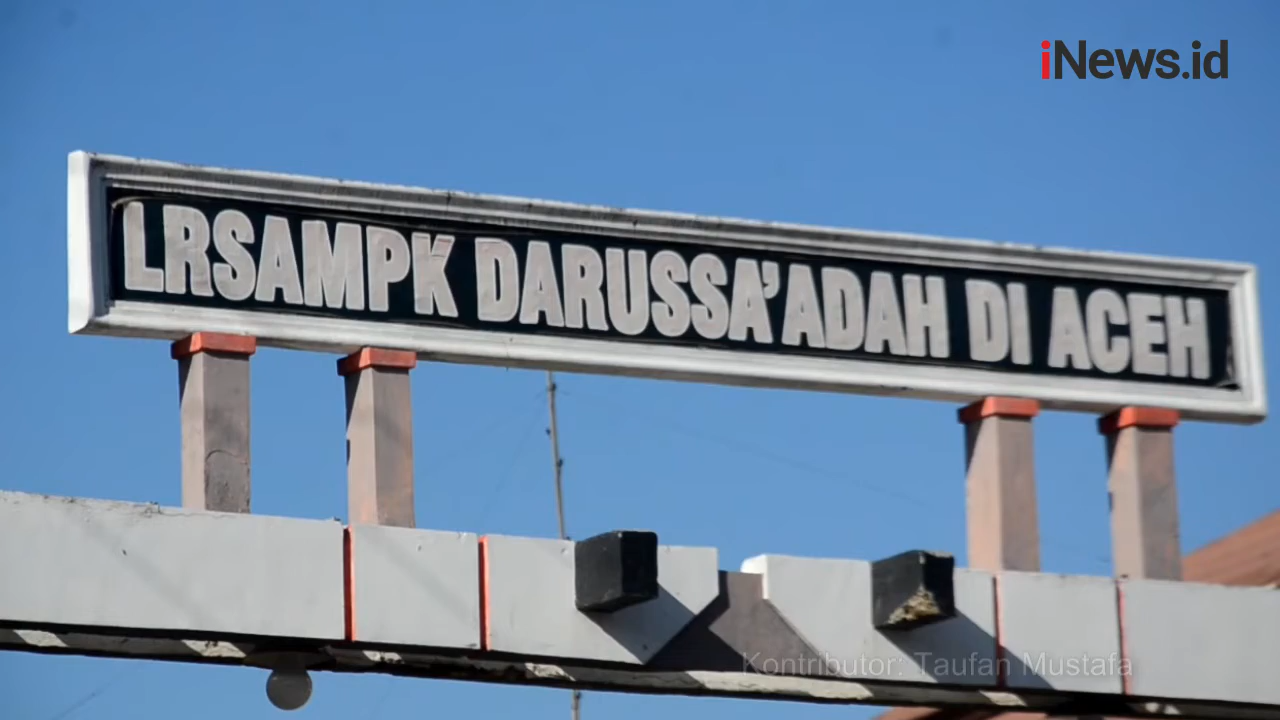 iNews.id
LRSAMPK DARUSSA'ADAH DI ACEH
Kontributor: Taufan Mustafa